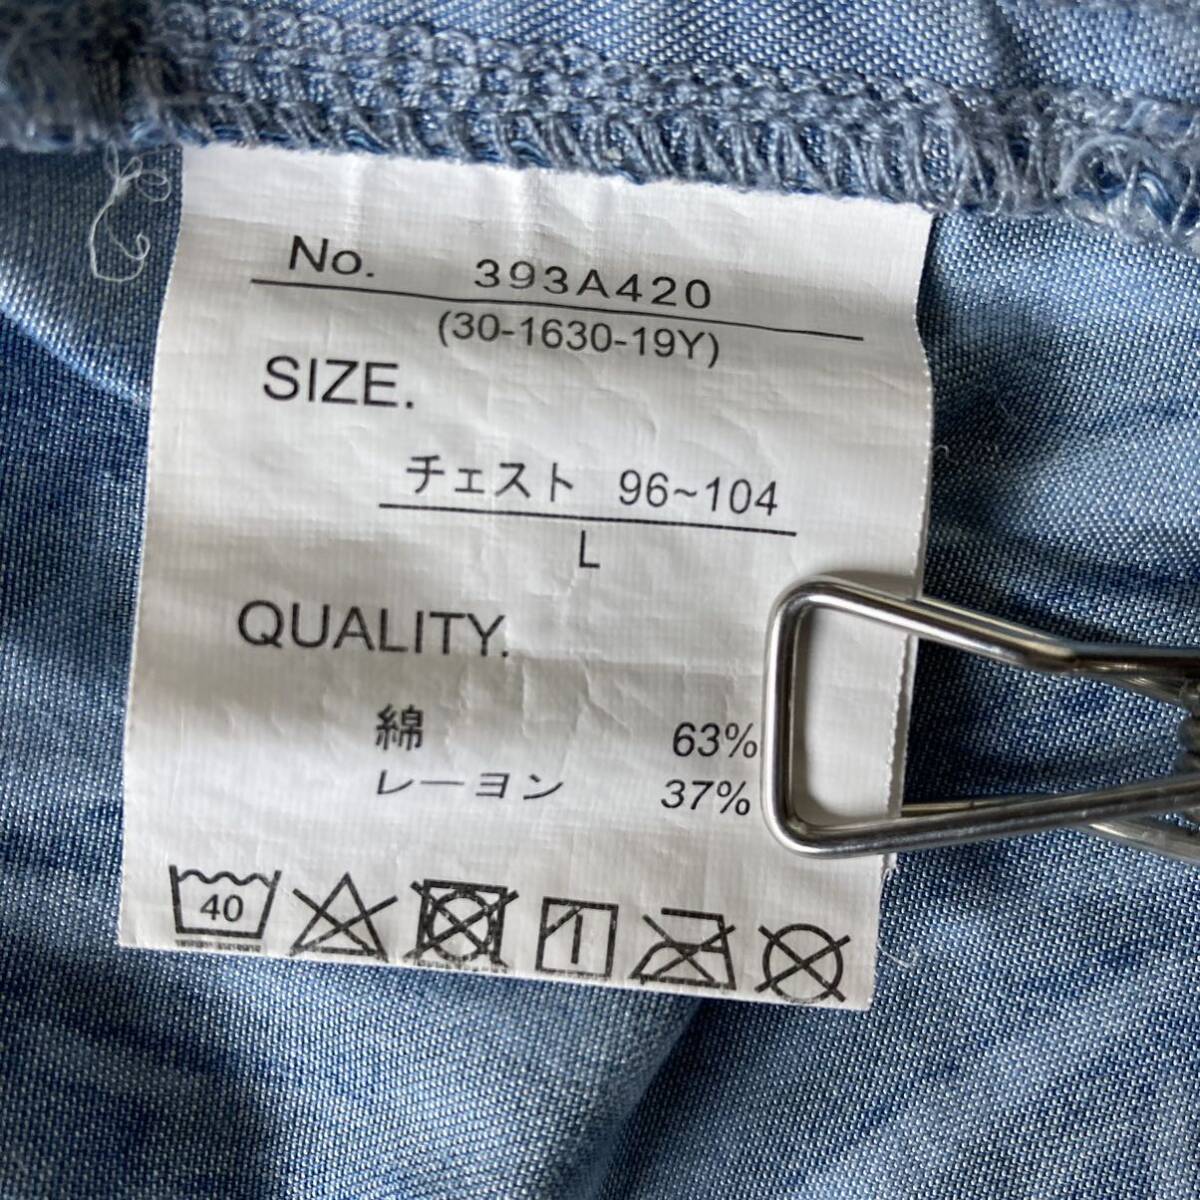 No. 393A420
(30-1630-19Y)
SIZE.
チェスト 96~104
L
QUALITY.
綿 63%
レーヨン 37%
40